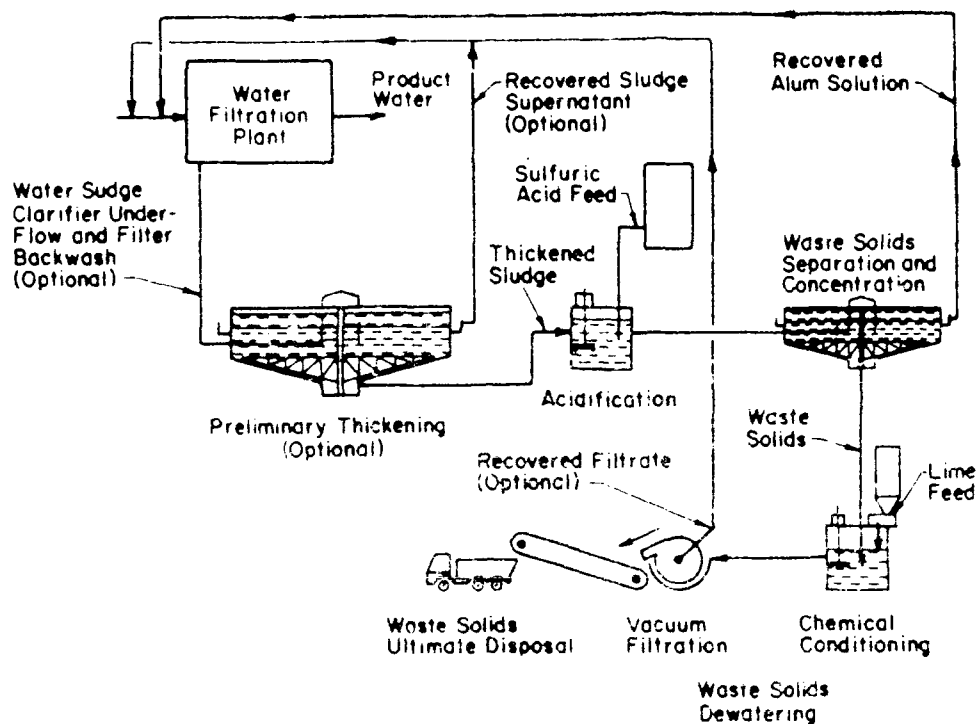 Water
Filtration
Plant
Product
Water
Recovered Sludge
Supernatant
(Optional)
Recovered
Alum Solution
Sulfuric
Acid Feed
Water Sudge
Clarifier Under-
Flow and Filter
Backwash
(Optional)
Thickened
Sludge
Waste Solids
Separation and
Concentration
Acidification
Preliminary Thickening
(Optional)
Waste
Solids
Recovered Filtrate
(Optional)
Lime
Feed
Waste Solids
Ultimate Disposal
Vacuum
Filtration
Chemical
Conditioning
Waste Solids
Dewatering